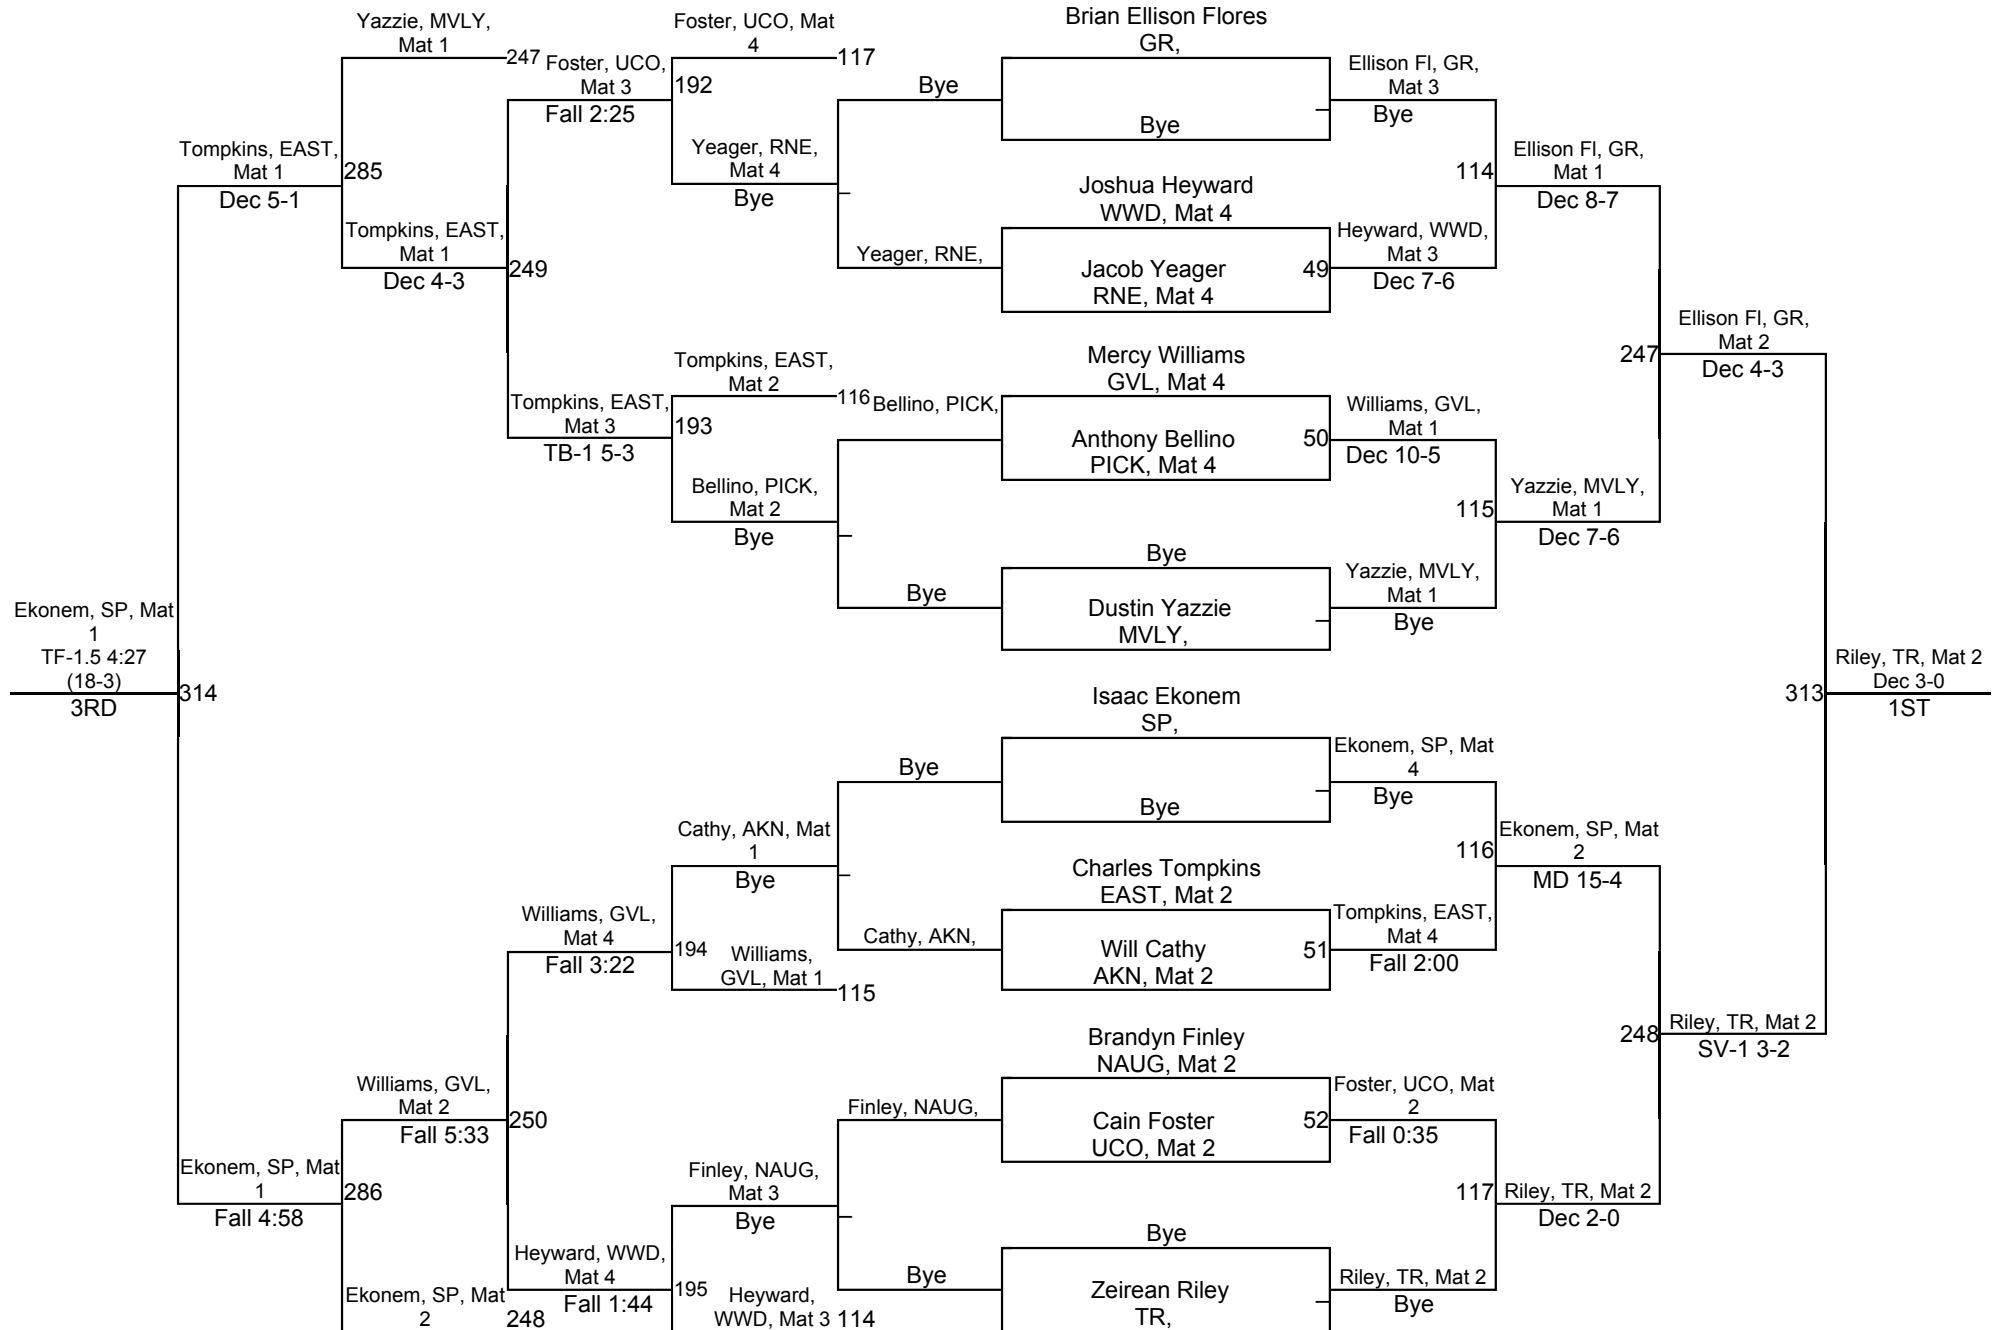 Yazzie, MVLY,
Mat 1
247
Foster, UCO, Mat
4
117
Foster, UCO,
Mat 3
192
Fall 2:25
Brian Ellison Flores
GR,
Bye
Bye
Ellison Fl, GR,
Mat 3
Bye
Tompkins, EAST,
Mat 1
285
Dec 5-1
Yeager, RNE,
Mat 4
Bye
Joshua Heyward
WWD, Mat 4
114
Ellison Fl, GR,
Mat 1
Dec 8-7
Tompkins, EAST,
Mat 1
249
Dec 4-3
Yeager, RNE,
Jacob Yeager
RNE, Mat 4
49
Heyward, WWD,
Mat 3
Dec 7-6
Ellison Fl, GR,
Mat 2
247
Dec 4-3
Tompkins, EAST,
Mat 2
116
Mercy Williams
GVL, Mat 4
Tompkins, EAST,
Mat 3
193
TB-1 5-3
Bellino, PICK,
Anthony Bellino
PICK, Mat 4
50
Williams, GVL,
Mat 1
Dec 10-5
Bellino, PICK,
Mat 2
Bye
115
Yazzie, MVLY,
Mat 1
Dec 7-6
Bye
Bye
Dustin Yazzie
MVLY,
Yazzie, MVLY,
Mat 1
Bye
Ekonem, SP, Mat
1
TF-1.5 4:27
(18-3)
3RD
314
313
Riley, TR, Mat 2
Dec 3-0
1ST
Isaac Ekonem
SP,
Bye
Bye
Ekonem, SP, Mat
4
Bye
Cathy, AKN, Mat
1
Bye
Charles Tompkins
EAST, Mat 2
116
Ekonem, SP, Mat
2
MD 15-4
Williams, GVL,
Mat 4
194
Fall 3:22
Williams,
GVL, Mat 1
115
Cathy, AKN,
Will Cathy
AKN, Mat 2
51
Tompkins, EAST,
Mat 4
Fall 2:00
248
Riley, TR, Mat 2
SV-1 3-2
Brandyn Finley
NAUG, Mat 2
Williams, GVL,
Mat 2
250
Fall 5:33
Finley, NAUG,
Cain Foster
UCO, Mat 2
52
Foster, UCO, Mat
2
Fall 0:35
Ekonem, SP, Mat
1
286
Fall 4:58
Finley, NAUG,
Mat 3
Bye
117
Riley, TR, Mat 2
Dec 2-0
Bye
Heyward, WWD,
Mat 4
195
Fall 1:44
Bye
Zeirean Riley
TR,
Riley, TR, Mat 2
Bye
Ekonem, SP, Mat
2
248
Heyward,
WWD, Mat 3
114